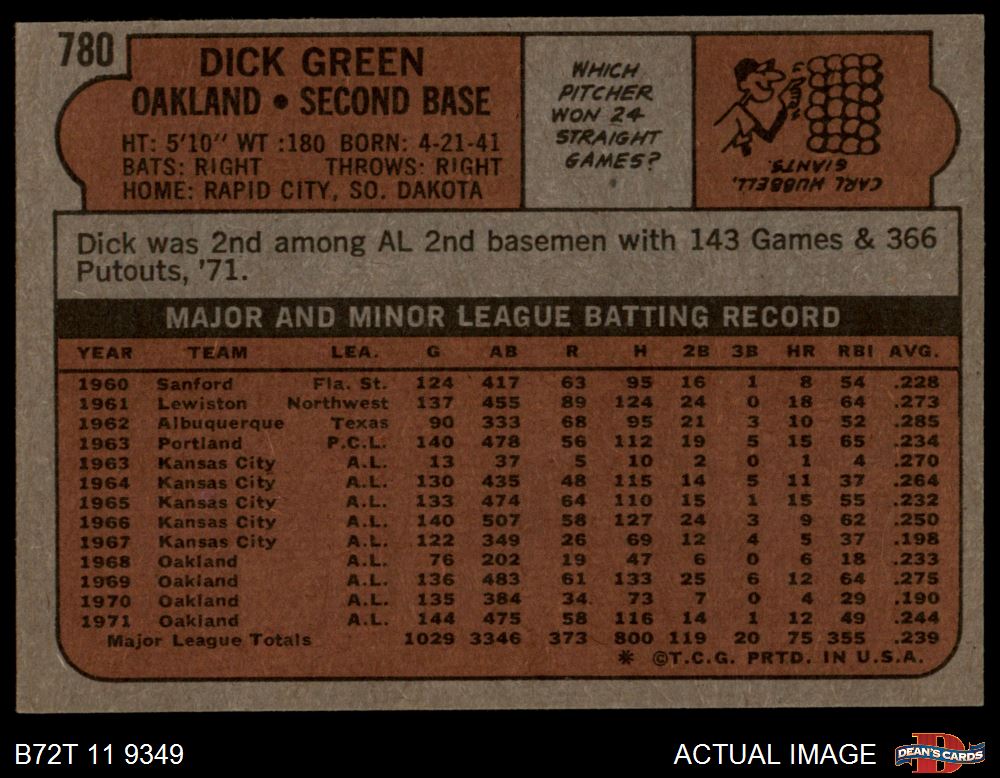 780
DICK GREEN
OAKLAND • SECOND BASE
HT: 5'10" WT :180 BORN: 4-21-41
BATS: RIGHT THROWS: RIGHT
HOME: RAPID CITY, SO. DAKOTA
WHICH
PITCHER
WON 24
STRAIGHT
GAMES?
CARL HUBBELL,
GIANTS.
Dick was 2nd among AL 2nd basemen with 143 Games & 366
Putouts, '71.
MAJOR AND MINOR LEAGUE BATTING RECORD
YEAR TEAM LEA. G AB R H 2B 3B HR RBI AVG.
1960 Sanford Fla. St. 124 417 63 95 16 1 8 54 .228
1961 Lewiston Northwest 137 455 89 124 24 0 18 64 .273
1962 Albuquerque Texas 90 333 68 95 21 3 10 52 .285
1963 Portland P.C.L. 140 478 56 112 19 5 15 65 .234
1963 Kansas City A.L. 13 37 5 10 2 0 1 4 .270
1964 Kansas City A.L. 130 435 48 115 14 5 11 37 .264
1965 Kansas City A.L. 133 474 64 110 15 1 15 55 .232
1966 Kansas City A.L. 140 507 58 127 24 3 9 62 .250
1967 Kansas City A.L. 122 349 26 69 12 4 5 37 .198
1968 Oakland A.L. 76 202 19 47 6 0 6 18 .233
1969 Oakland A.L. 136 483 61 133 25 6 12 64 .275
1970 Oakland A.L. 135 384 34 73 7 0 4 29 .190
1971 Oakland A.L. 144 475 58 116 14 1 12 49 .244
Major League Totals 1029 3346 373 800 119 20 75 355 .239
* ©T.C.G. PRTD. IN U.S.A.
B72T 11 9349
ACTUAL IMAGE
D
DEAN'S CARDS